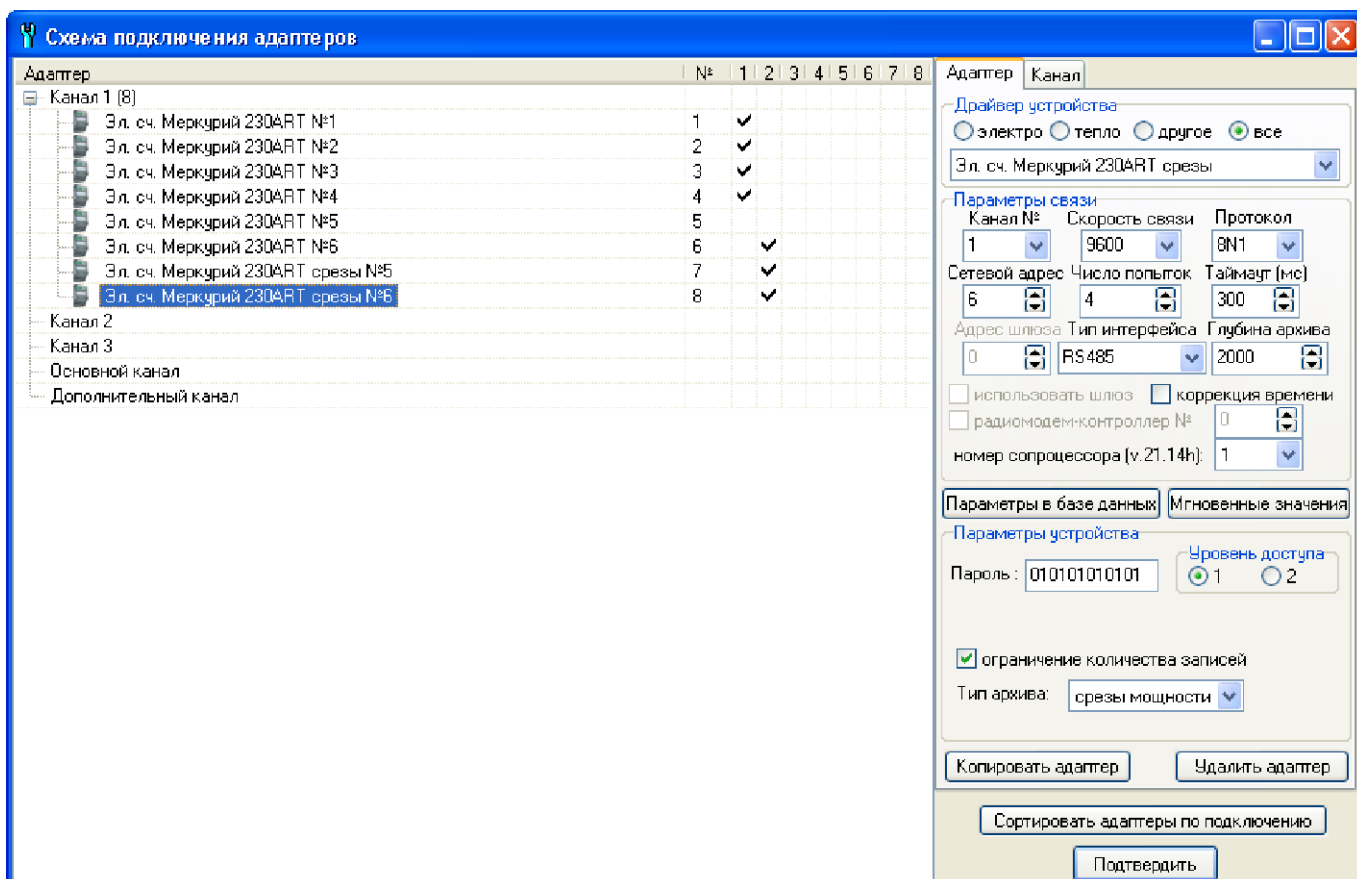 Схема подключения адаптеров
Адаптер № 1 2 3 4 5 6 7 8
Канал 1 (8)
Эл. сч. Меркурий 230ART №1 1
Эл. сч. Меркурий 230ART №2 2
Эл. сч. Меркурий 230ART №3 3
Эл. сч. Меркурий 230ART №4 4
Эл. сч. Меркурий 230ART №5 5
Эл. сч. Меркурий 230ART №6 6
Эл. сч. Меркурий 230ART срезы №5 7
Эл. сч. Меркурий 230ART срезы №6 8
Канал 2
Канал 3
Основной канал
Дополнительный канал
Адаптер Канал
Драйвер устройства
электро тепло другое все
Эл. сч. Меркурий 230ART срезы
Параметры связи
Канал № Скорость связи Протокол
1 9600 8N1
Сетевой адрес Число попыток Таймаут (мс)
6 4 300
Адрес шлюза Тип интерфейса Глубина архива
0 RS485 2000
использовать шлюз коррекция времени
радиомодем-контроллер № 0
номер сопроцессора (v.21.14h): 1
Параметры в базе данных Мгновенные значения
Параметры устройства
Уровень доступа
Пароль : 010101010101 1 2
ограничение количества записей
Тип архива: срезы мощности
Копировать адаптер Удалить адаптер
Сортировать адаптеры по подключению
Подтвердить